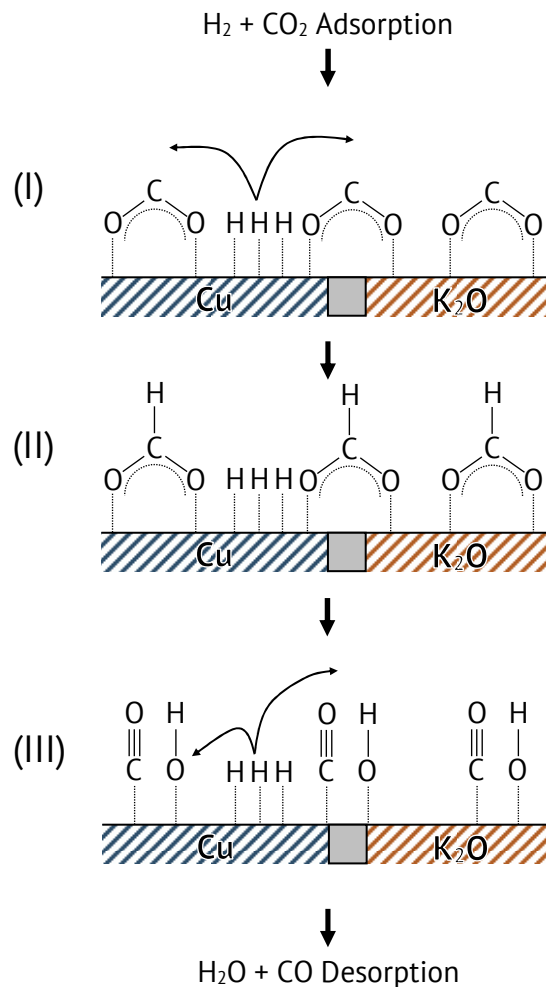 H₂ + CO₂ Adsorption
(I)
C C C
O O H H H O O O O
Cu K₂O
H H H
(II)
C C C
O O H H H O O O O
Cu K₂O
(III)
O H O H O H
C O H H H C O C O
Cu K₂O
H₂O + CO Desorption